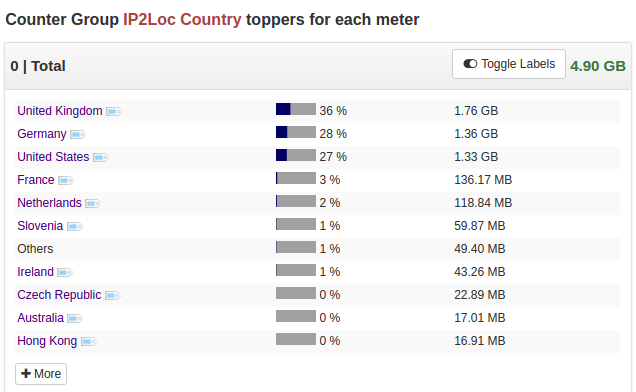 Counter Group IP2Loc Country toppers for each meter
0 | Total Toggle Labels 4.90 GB
United Kingdom 36 % 1.76 GB
Germany 28 % 1.36 GB
United States 27 % 1.33 GB
France 3 % 136.17 MB
Netherlands 2 % 118.84 MB
Slovenia 1 % 59.87 MB
Others 1 % 49.40 MB
Ireland 1 % 43.26 MB
Czech Republic 0 % 22.89 MB
Australia 0 % 17.01 MB
Hong Kong 0 % 16.91 MB
+ More